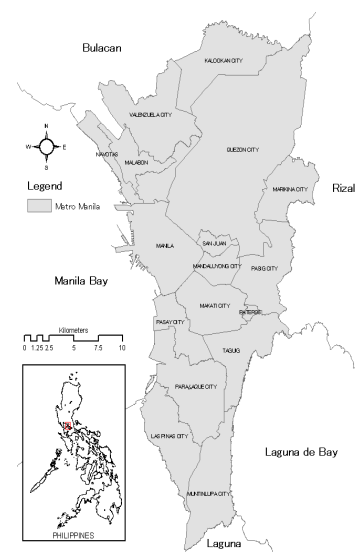 Bulacan
KALOOKAN CITY
VALENZUELA CITY
N
W E
S
NAVOTAS
MALABON
QUEZON CITY
Legend
Metro Manila
MARIKINA CITY
Rizal
MANILA
SAN JUAN
MANDALUYONG CITY
PASIG CITY
Manila Bay
MAKATI CITY
PATEROS
PASAY CITY
Kilometers
0 1.25 2.5 5 7.5 10
TAGUIG
PARAÑAQUE CITY
LAS PINAS CITY
Laguna de Bay
MUNTINLUPA CITY
PHILIPPINES
Laguna